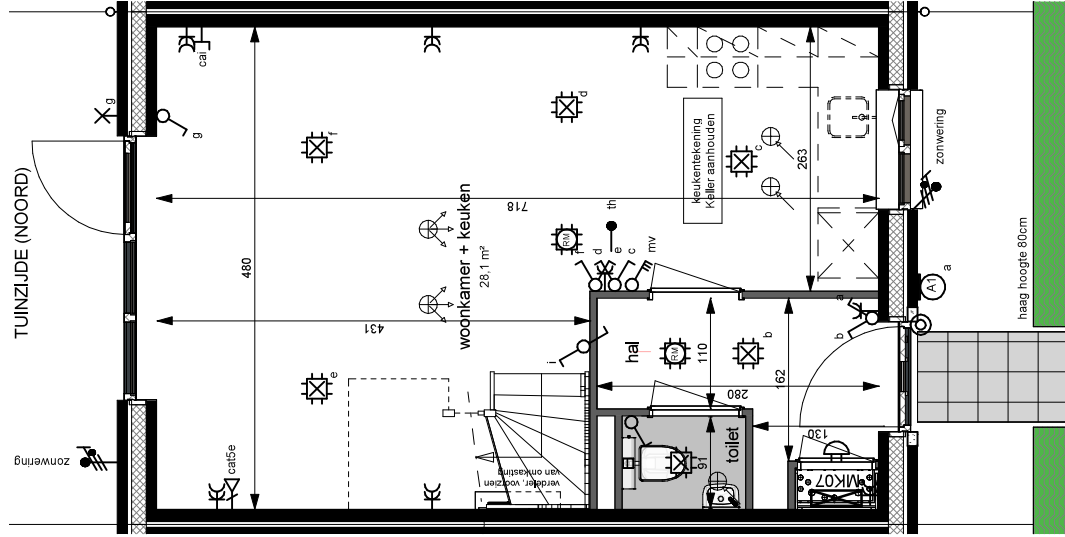 TUINZIJDE (NOORD)
g
g
cai
f
d
c
480
718
263
keukentekening
Keller aanhouden
zonwering
woonkamer + keuken
28,1 m²
RM
th
f
d
e
c
mv
431
i
hal
RM
b
110
280
162
130
a
b
A1
a
haag hoogte 80cm
e
zonwering
cat5e
verdeler, voorzien
van omkasting
91
toilet
MK07